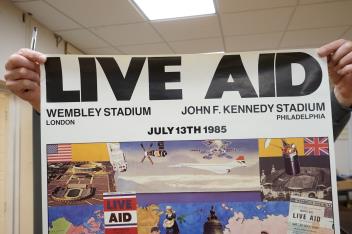 LIVE AID
WEMBLEY STADIUM JOHN F. KENNEDY STADIUM
LONDON PHILADELPHIA
JULY 13TH 1985
LIVE AID
LIVE AID